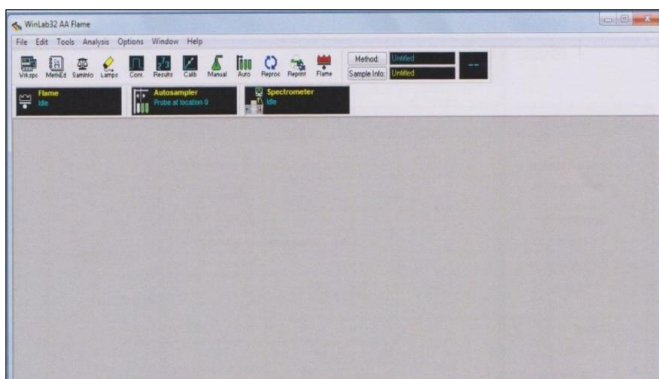 WinLab32 AA Flame
File Edit Tools Analysis Options Window Help
Wrkspc MethEd SamInfo Lamps Cont. Results Calib Manual Auto Reproc Reprint Flame
Method: Untitled
Sample Info: Untitled
Flame
Idle
Autosampler
Probe at location 0
Spectrometer
Idle